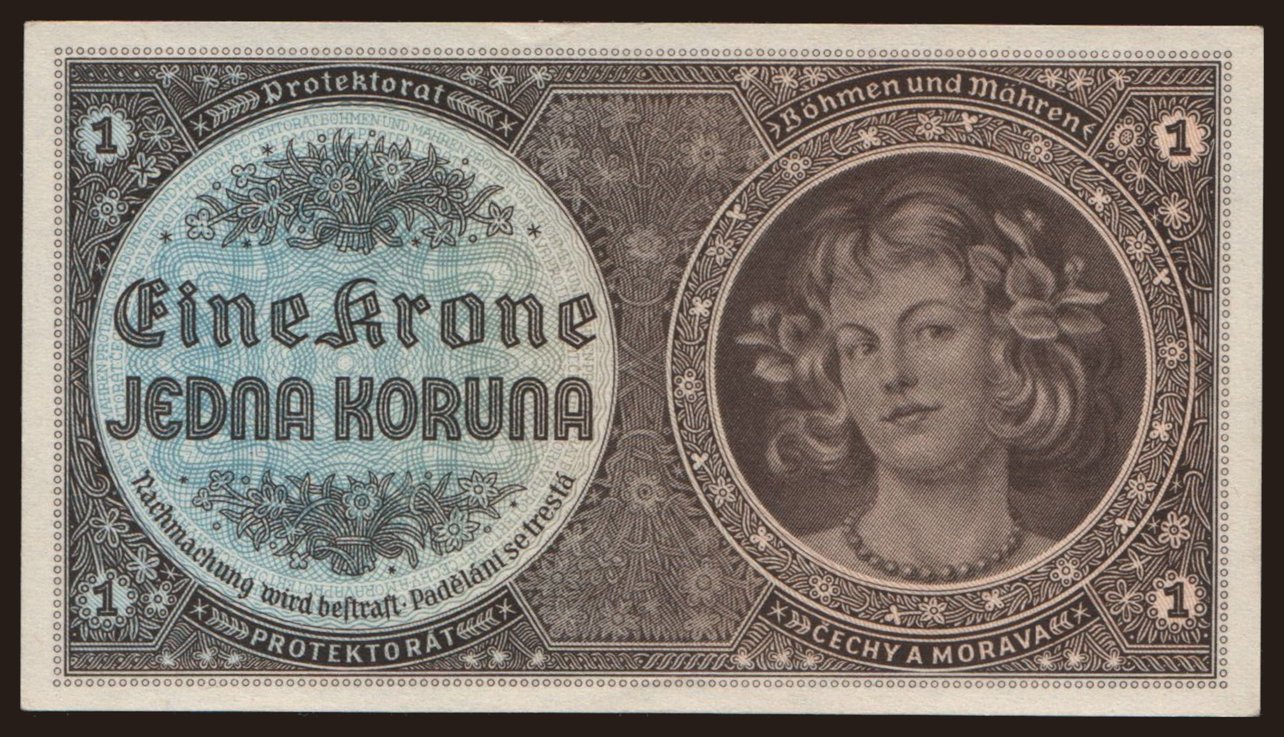 Protektorat
Böhmen und Mähren
1
1
Eine Krone
JEDNA KORUNA
Nachmachung wird bestraft · Padělání se trestá
1
1
PROTEKTORÁT
ČECHY A MORAVA